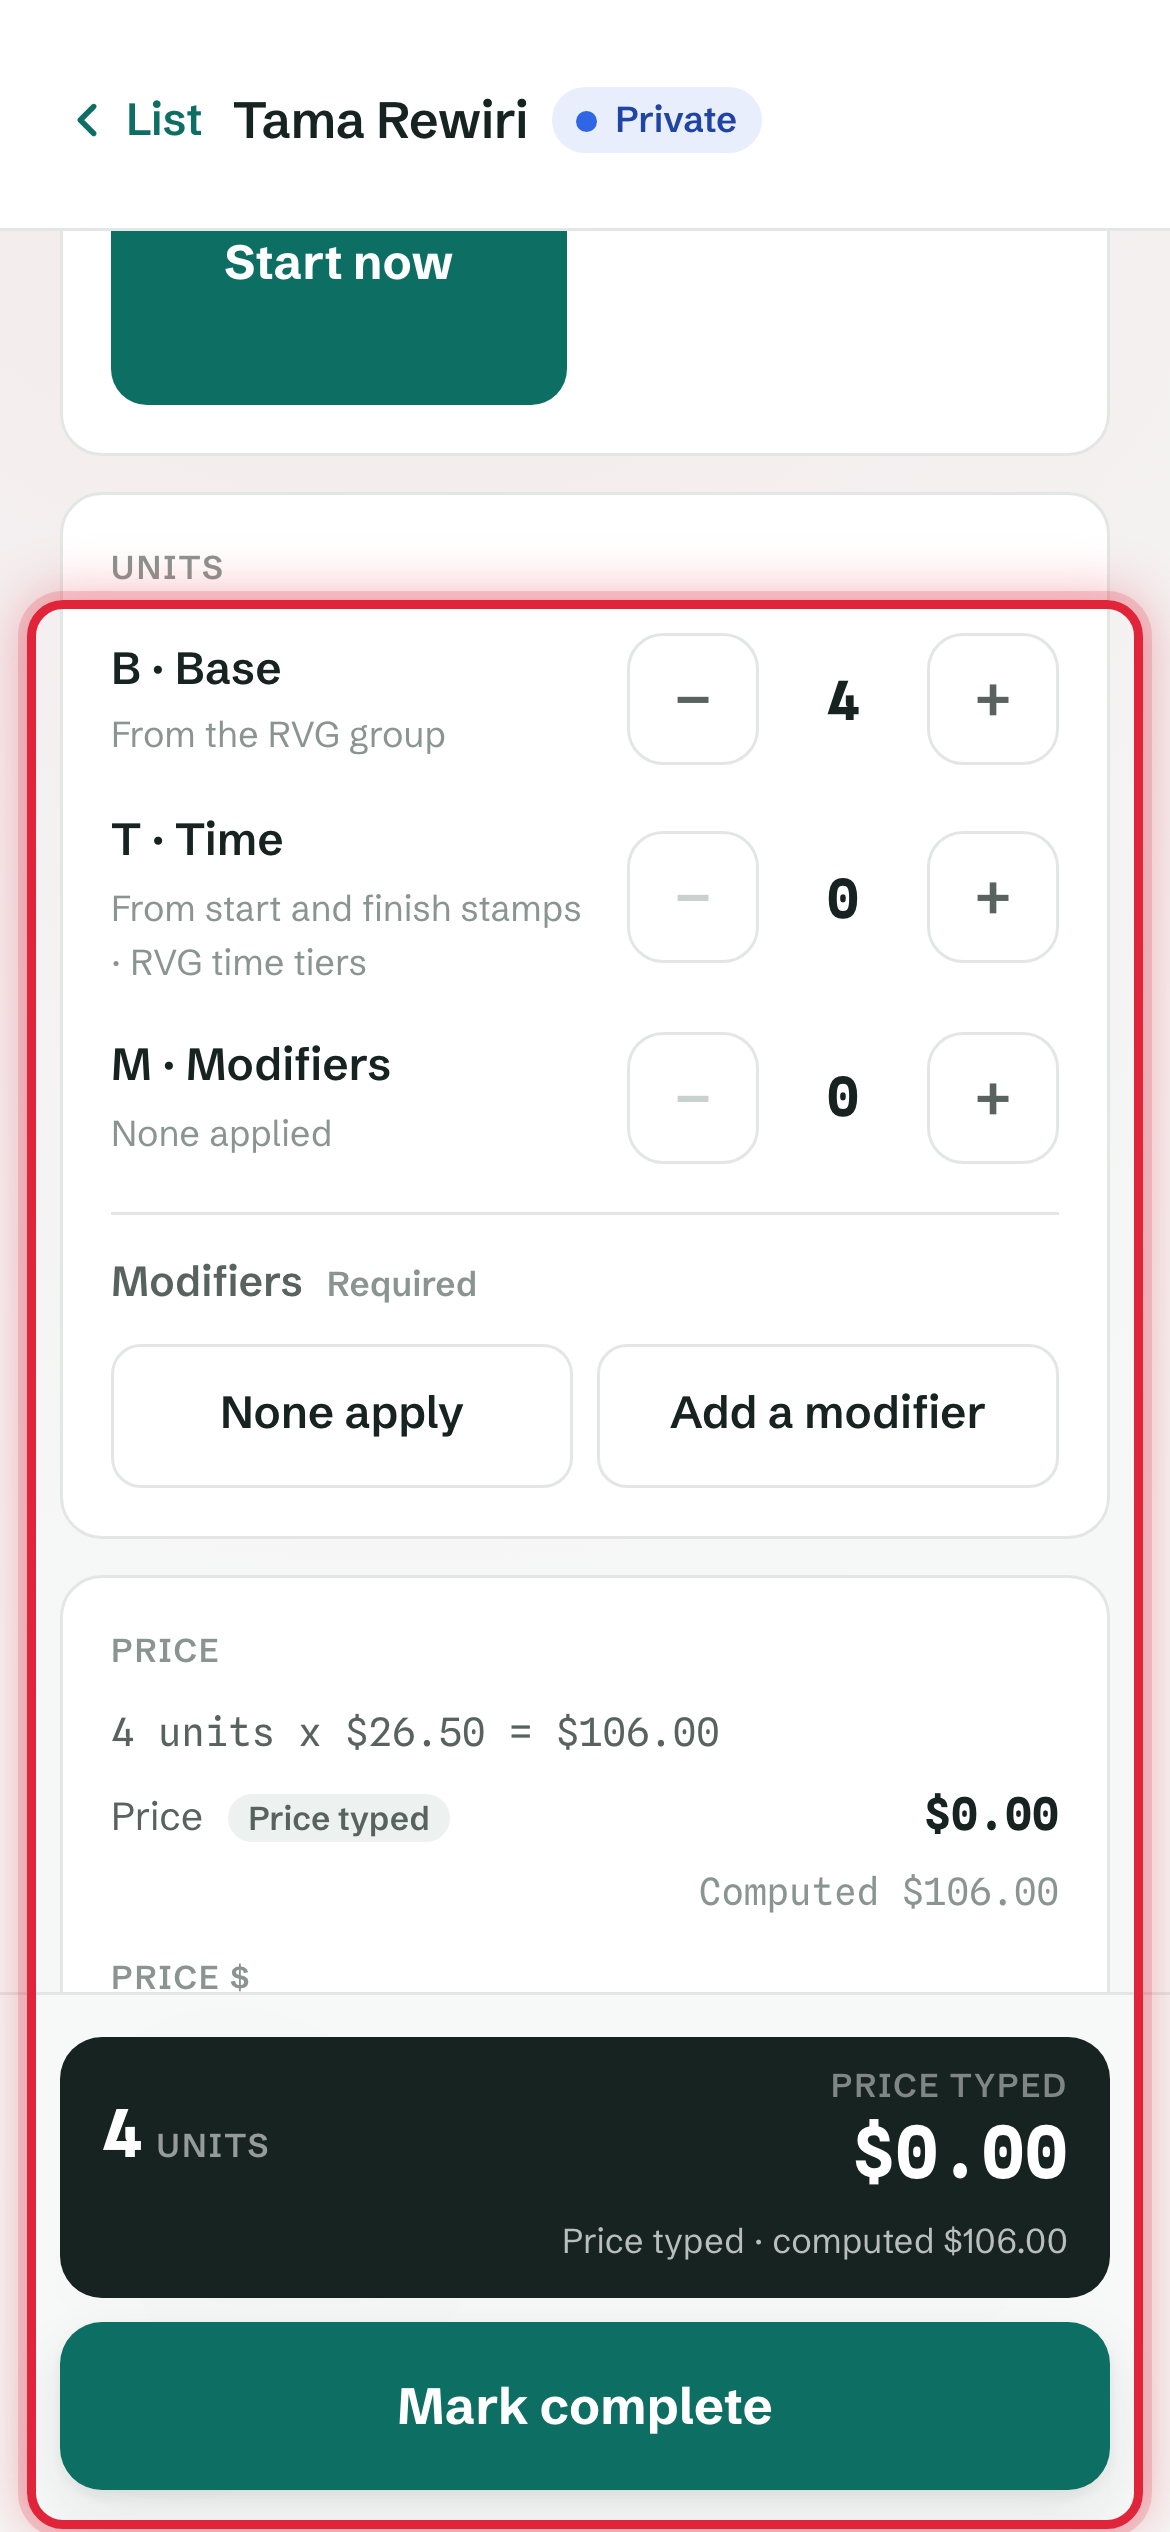 List Tama Rewiri Private
Start now
UNITS
B · Base
From the RVG group
− 4 +
T · Time
From start and finish stamps
· RVG time tiers
− 0 +
M · Modifiers
None applied
− 0 +
Modifiers Required
None apply
Add a modifier
PRICE
4 units x $26.50 = $106.00
Price Price typed $0.00
Computed $106.00
PRICE $
4 UNITS
PRICE TYPED
$0.00
Price typed · computed $106.00
Mark complete